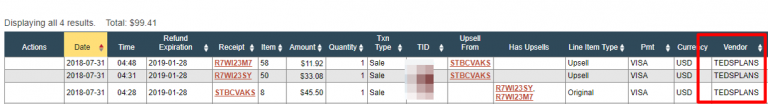 Displaying all 4 results. Total: $99.41
Actions Date Time Refund Expiration Receipt Item Amount Quantity Txn Type TID Upsell From Has Upsells Line Item Type Pmt Currency Vendor
2018-07-31 04:48 2019-01-28 R7WI23M7 58 $11.92 1 Sale STBCVAKS Upsell VISA USD TEDSPLANS
2018-07-31 04:31 2019-01-28 R7WI23SY 50 $33.08 1 Sale STBCVAKS Upsell VISA USD TEDSPLANS
2018-07-31 04:28 2019-01-28 STBCVAKS 8 $45.50 1 Sale R7WI23SY, R7WI23M7 Original VISA USD TEDSPLANS